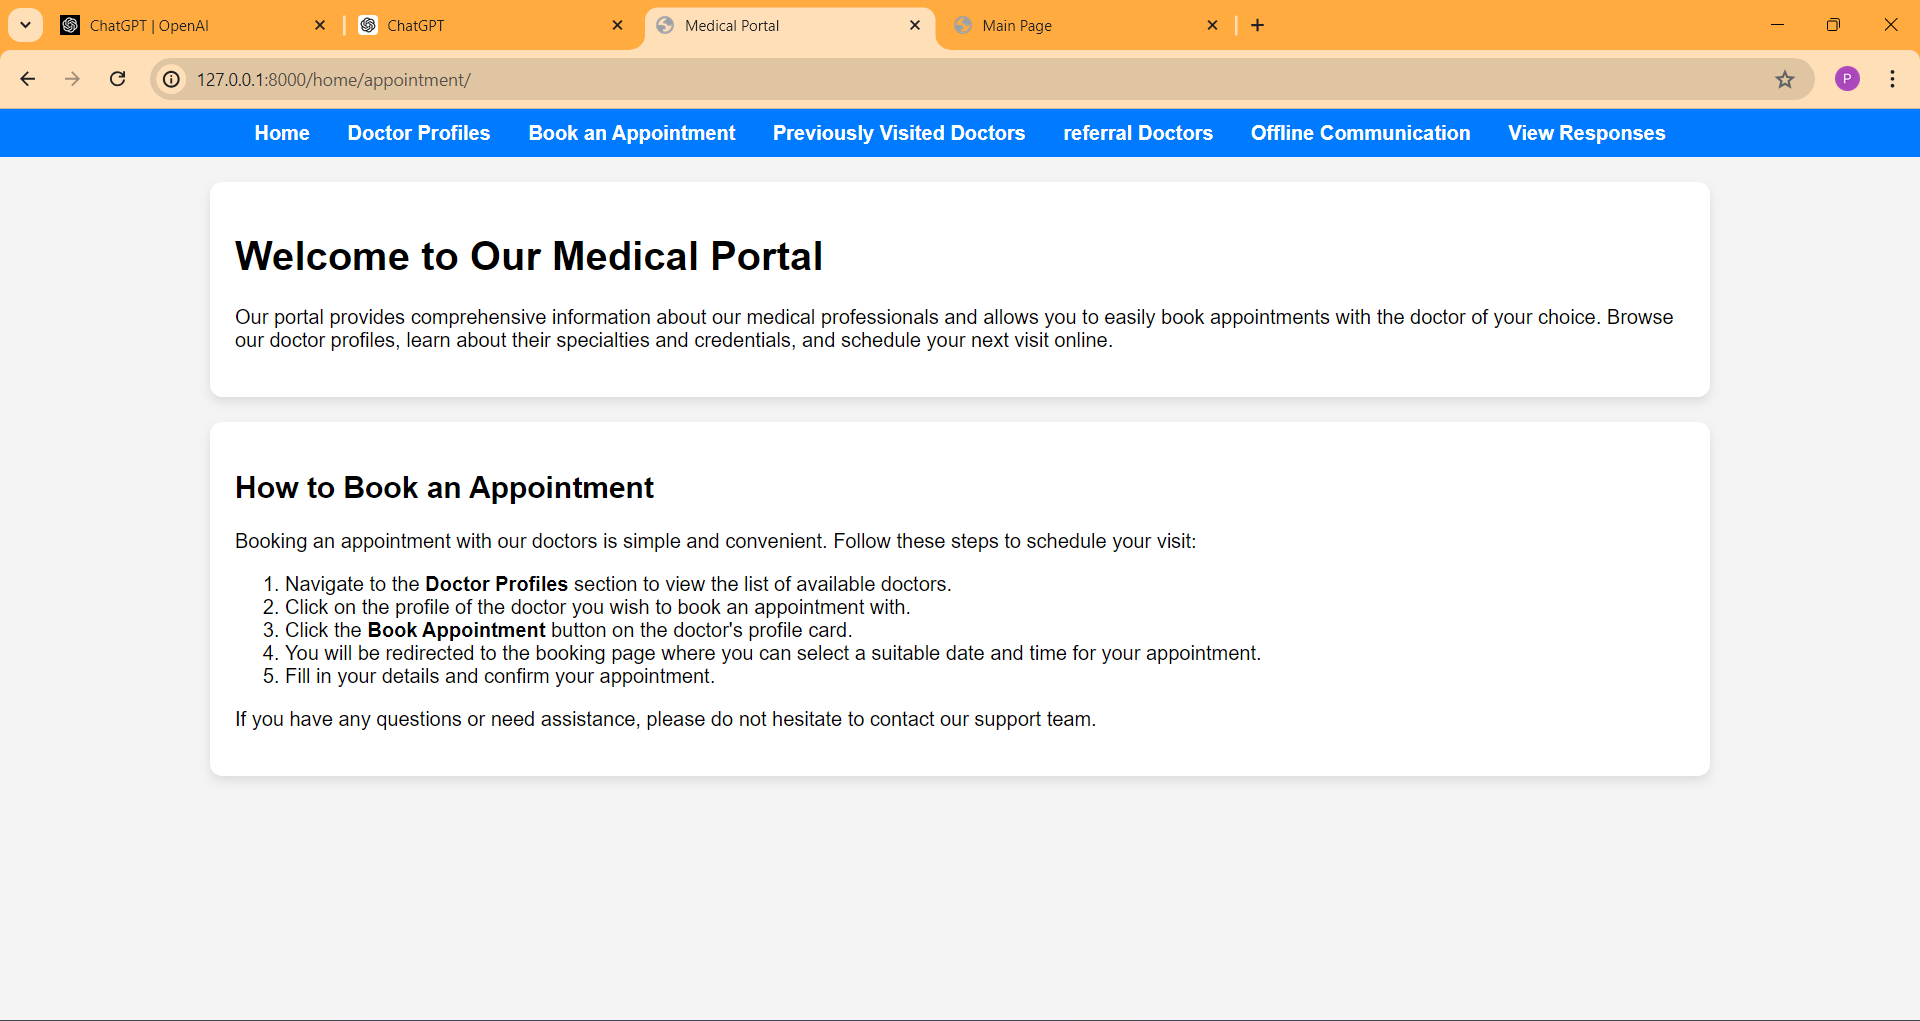 ChatGPT | OpenAI
ChatGPT
Medical Portal
Main Page
127.0.0.1:8000/home/appointment/
P
Home Doctor Profiles Book an Appointment Previously Visited Doctors referral Doctors Offline Communication View Responses
Welcome to Our Medical Portal
Our portal provides comprehensive information about our medical professionals and allows you to easily book appointments with the doctor of your choice. Browse
our doctor profiles, learn about their specialties and credentials, and schedule your next visit online.
How to Book an Appointment
Booking an appointment with our doctors is simple and convenient. Follow these steps to schedule your visit:
1. Navigate to the Doctor Profiles section to view the list of available doctors.
2. Click on the profile of the doctor you wish to book an appointment with.
3. Click the Book Appointment button on the doctor's profile card.
4. You will be redirected to the booking page where you can select a suitable date and time for your appointment.
5. Fill in your details and confirm your appointment.
If you have any questions or need assistance, please do not hesitate to contact our support team.